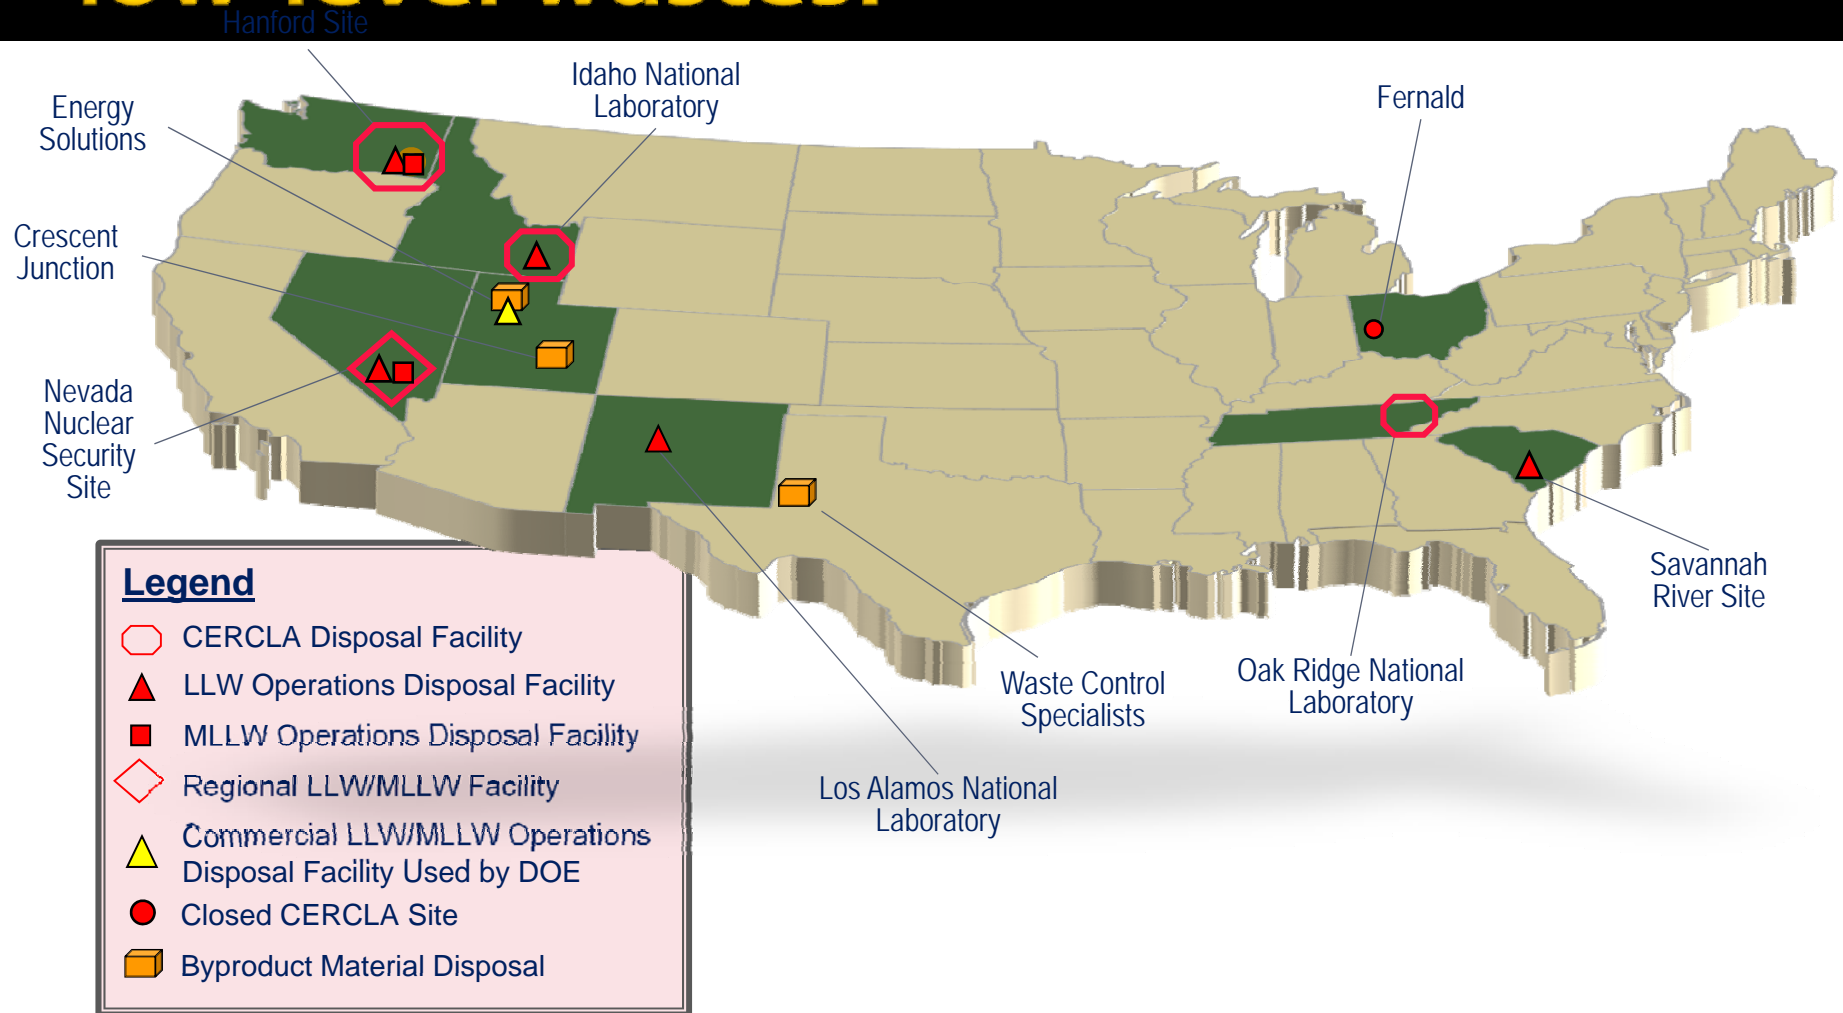 low-level wastes.
Hanford Site
Idaho National
Laboratory
Energy
Solutions
Fernald
Crescent
Junction
Nevada
Nuclear
Security
Site
Savannah
River Site
Waste Control
Specialists
Oak Ridge National
Laboratory
Los Alamos National
Laboratory
Legend
CERCLA Disposal Facility
LLW Operations Disposal Facility
MLLW Operations Disposal Facility
Regional LLW/MLLW Facility
Commercial LLW/MLLW Operations
Disposal Facility Used by DOE
Closed CERCLA Site
Byproduct Material Disposal